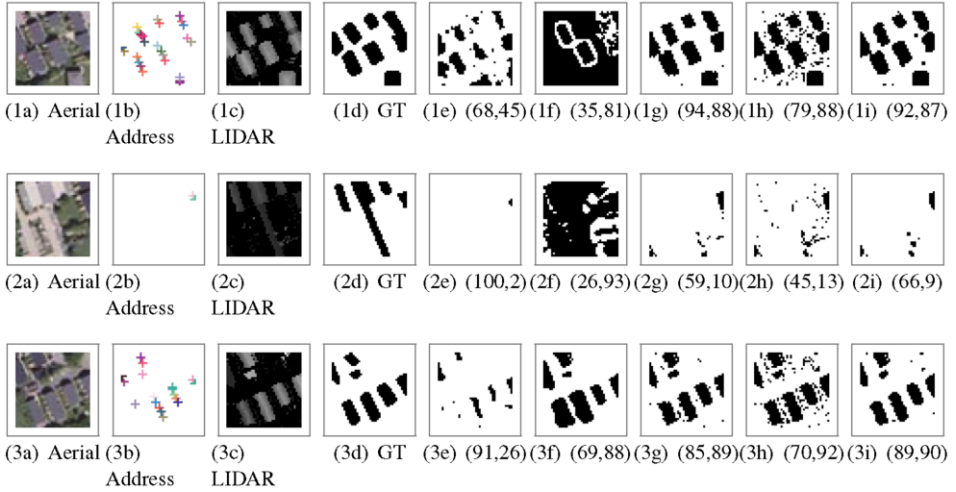 (1a) Aerial (1b) Address (1c) LIDAR (1d) GT (1e) (68,45) (1f) (35,81) (1g) (94,88) (1h) (79,88) (1i) (92,87)
(2a) Aerial (2b) Address (2c) LIDAR (2d) GT (2e) (100,2) (2f) (26,93) (2g) (59,10) (2h) (45,13) (2i) (66,9)
(3a) Aerial (3b) Address (3c) LIDAR (3d) GT (3e) (91,26) (3f) (69,88) (3g) (85,89) (3h) (70,92) (3i) (89,90)